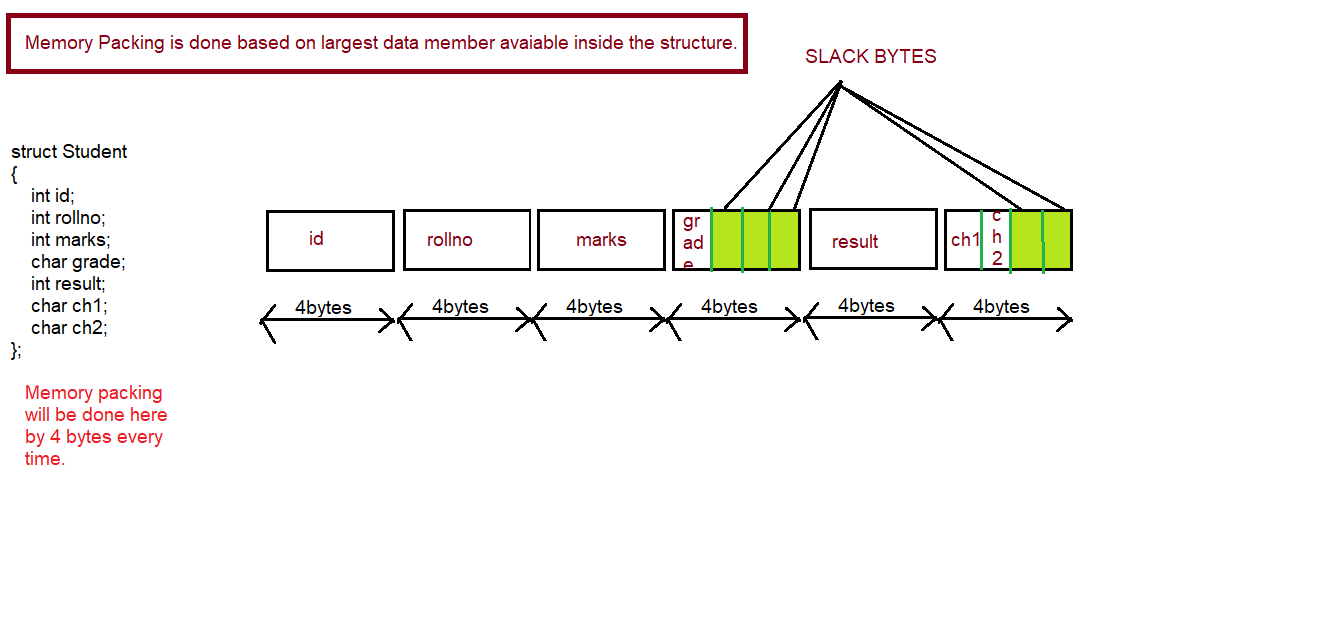 Memory Packing is done based on largest data member avaiable inside the structure.
SLACK BYTES
struct Student
{
int id;
int rollno;
int marks;
char grade;
int result;
char ch1;
char ch2;
};
id
rollno
marks
gr
ad
e
result
ch1
c
h
2
4bytes
4bytes
4bytes
4bytes
4bytes
4bytes
Memory packing
will be done here
by 4 bytes every
time.